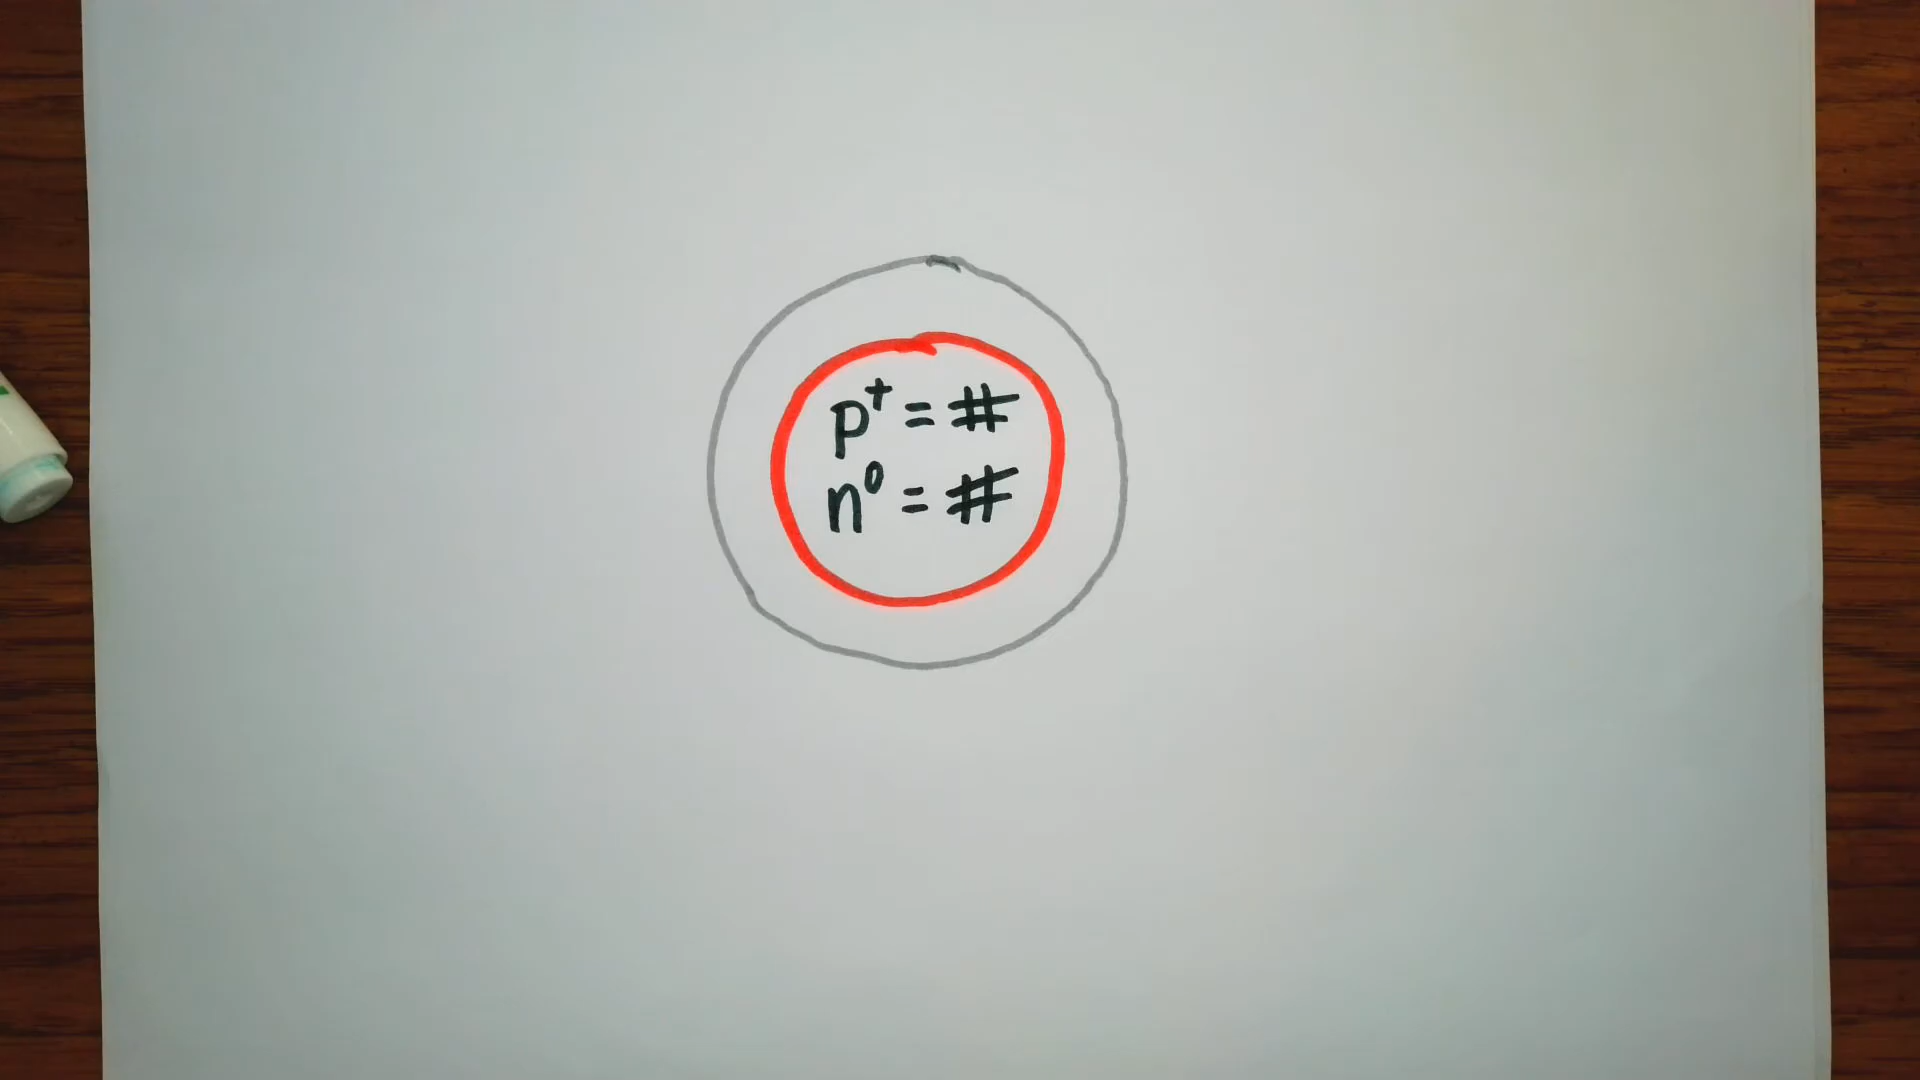 p⁺ = #
n⁰ = #